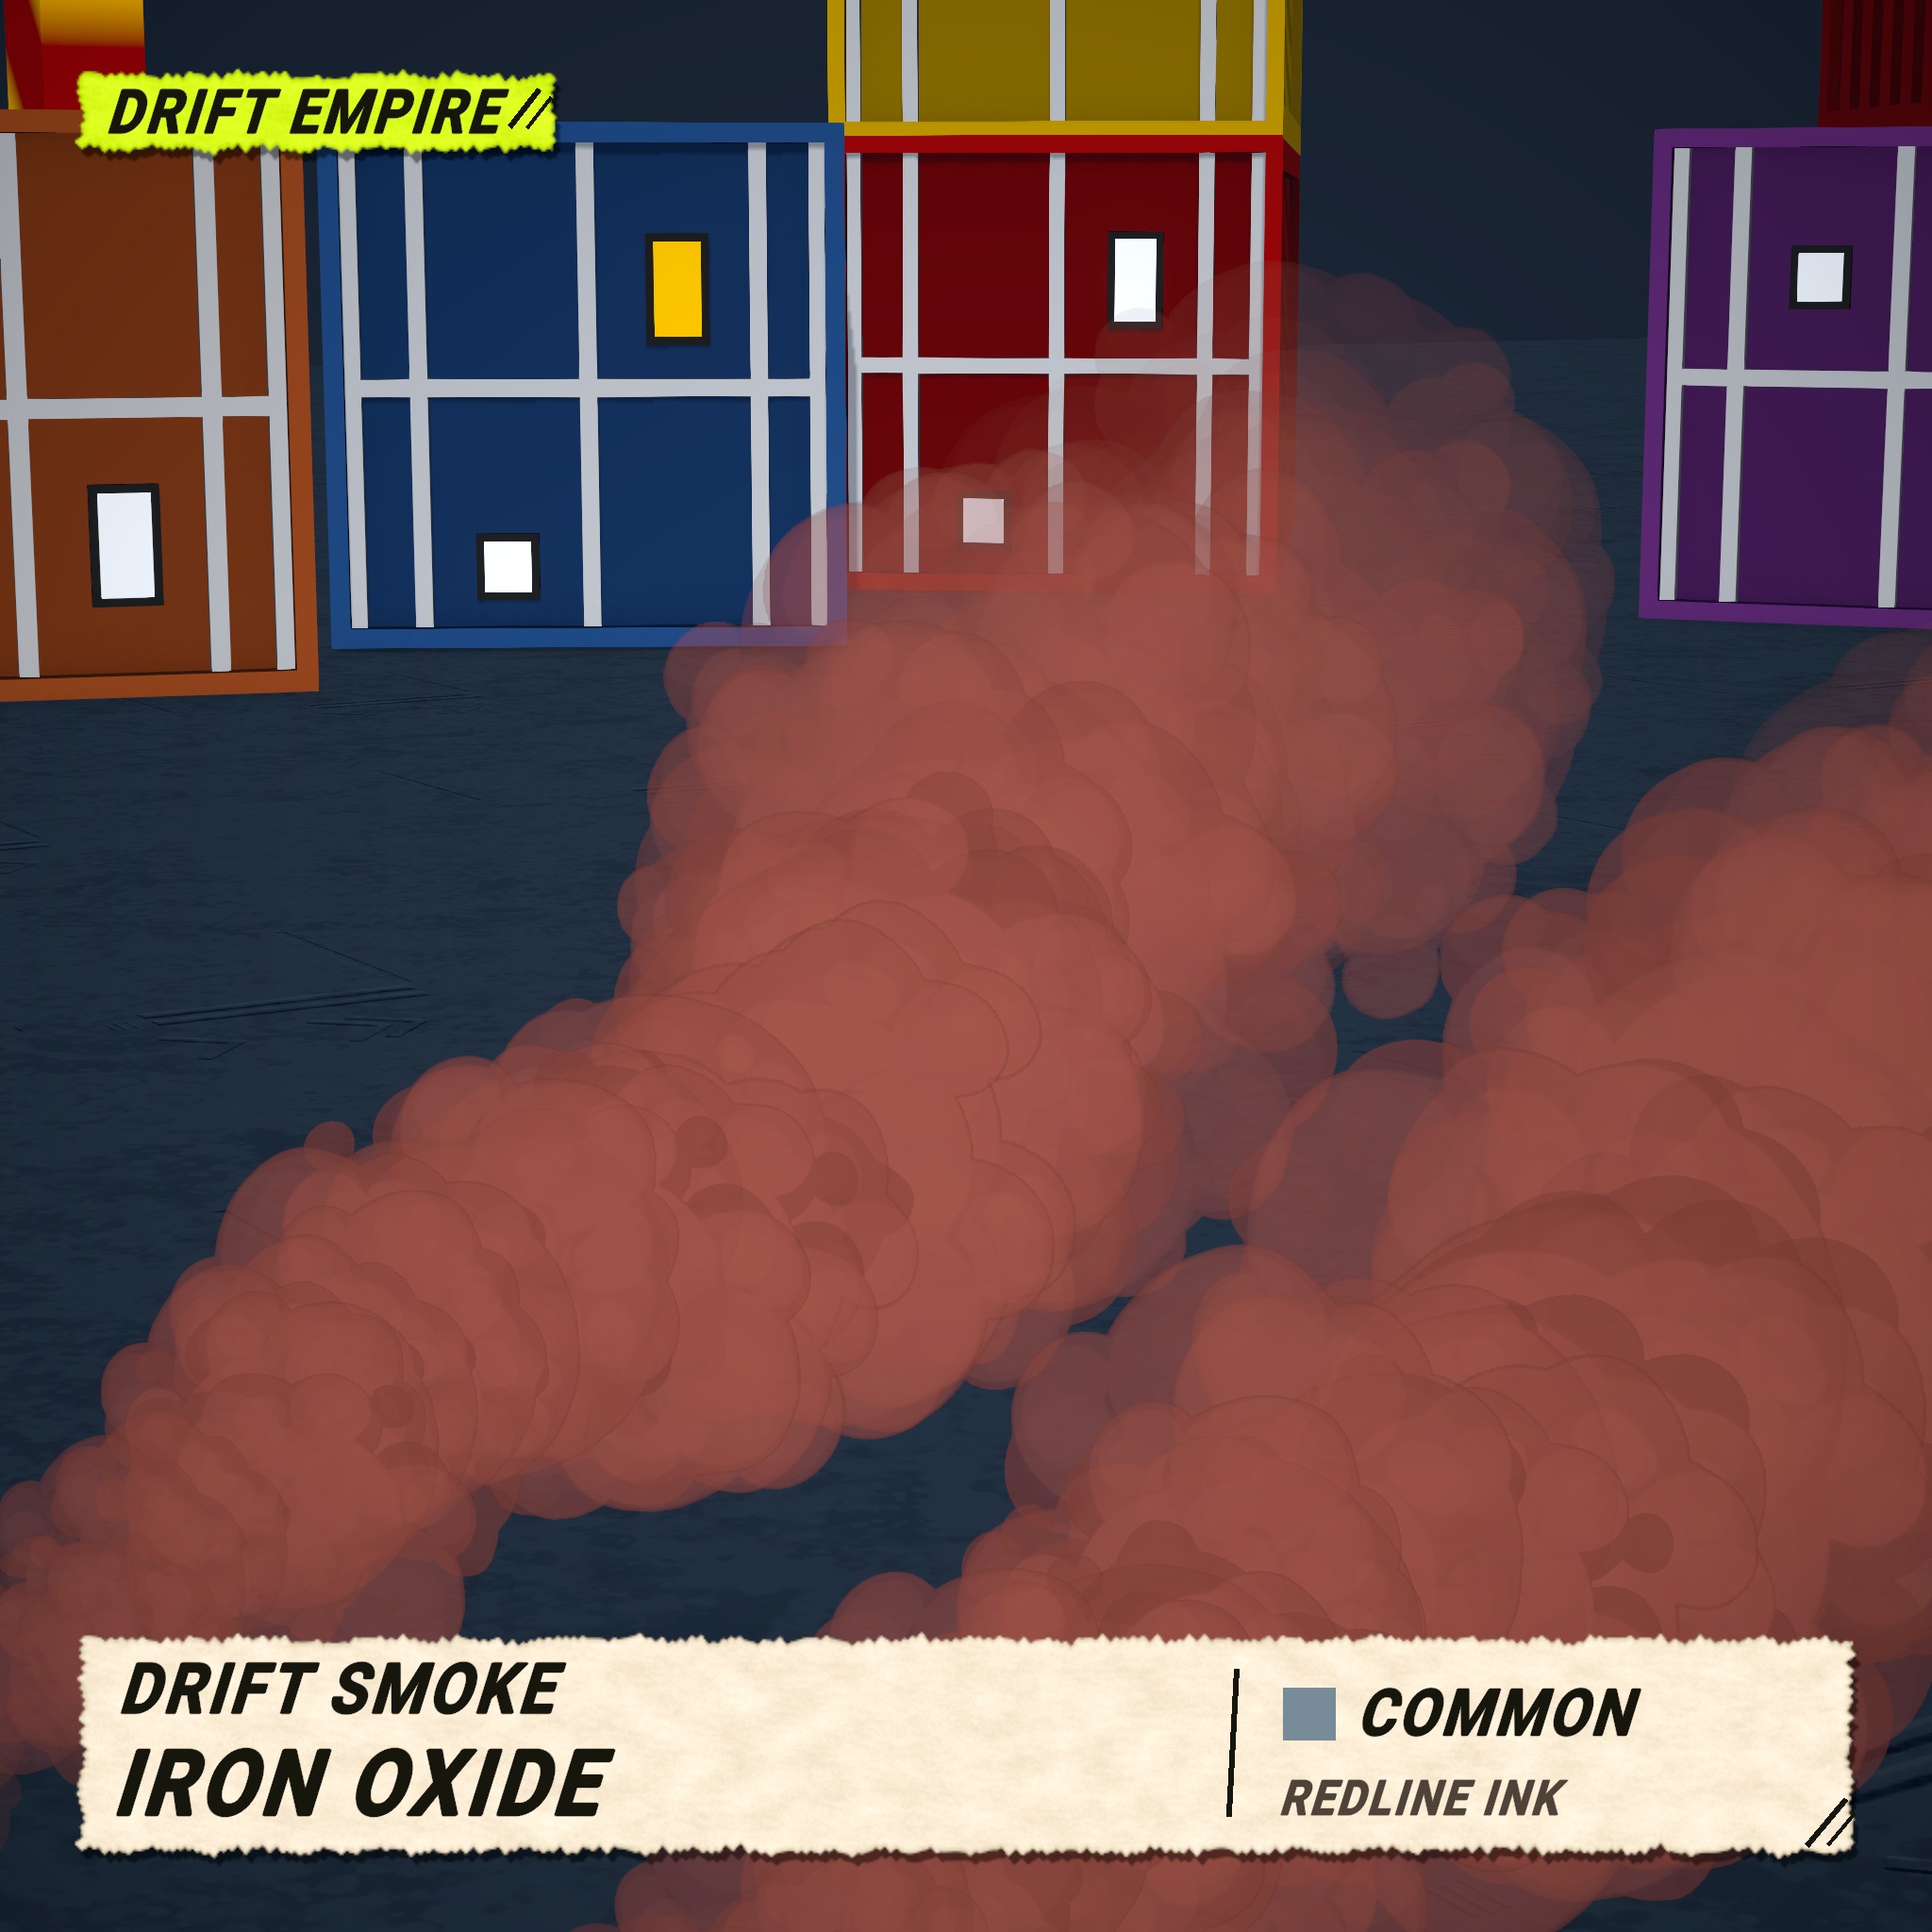 DRIFT EMPIRE//
DRIFT SMOKE
IRON OXIDE
COMMON
REDLINE INK